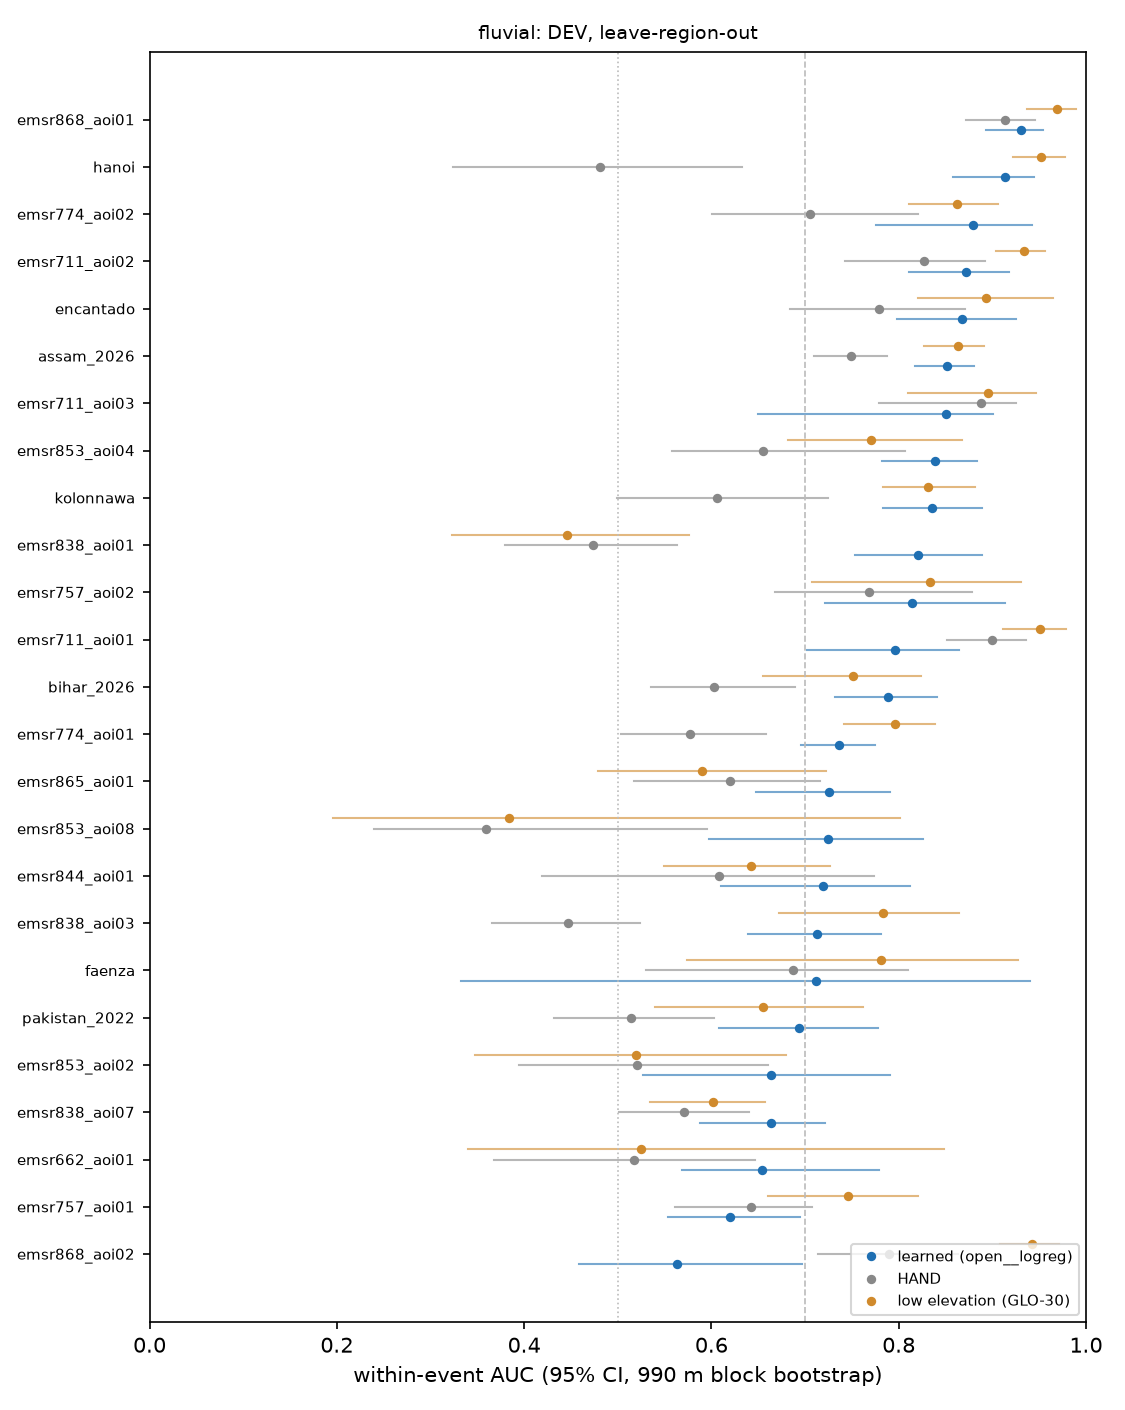 fluvial: DEV, leave-region-out
emsr868_aoi01
hanoi
emsr774_aoi02
emsr711_aoi02
encantado
assam_2026
emsr711_aoi03
emsr853_aoi04
kolonnawa
emsr838_aoi01
emsr757_aoi02
emsr711_aoi01
bihar_2026
emsr774_aoi01
emsr865_aoi01
emsr853_aoi08
emsr844_aoi01
emsr838_aoi03
faenza
pakistan_2022
emsr853_aoi02
emsr838_aoi07
emsr662_aoi01
emsr757_aoi01
emsr868_aoi02
learned (open__logreg)
HAND
low elevation (GLO-30)
0.0 0.2 0.4 0.6 0.8 1.0
within-event AUC (95% CI, 990 m block bootstrap)